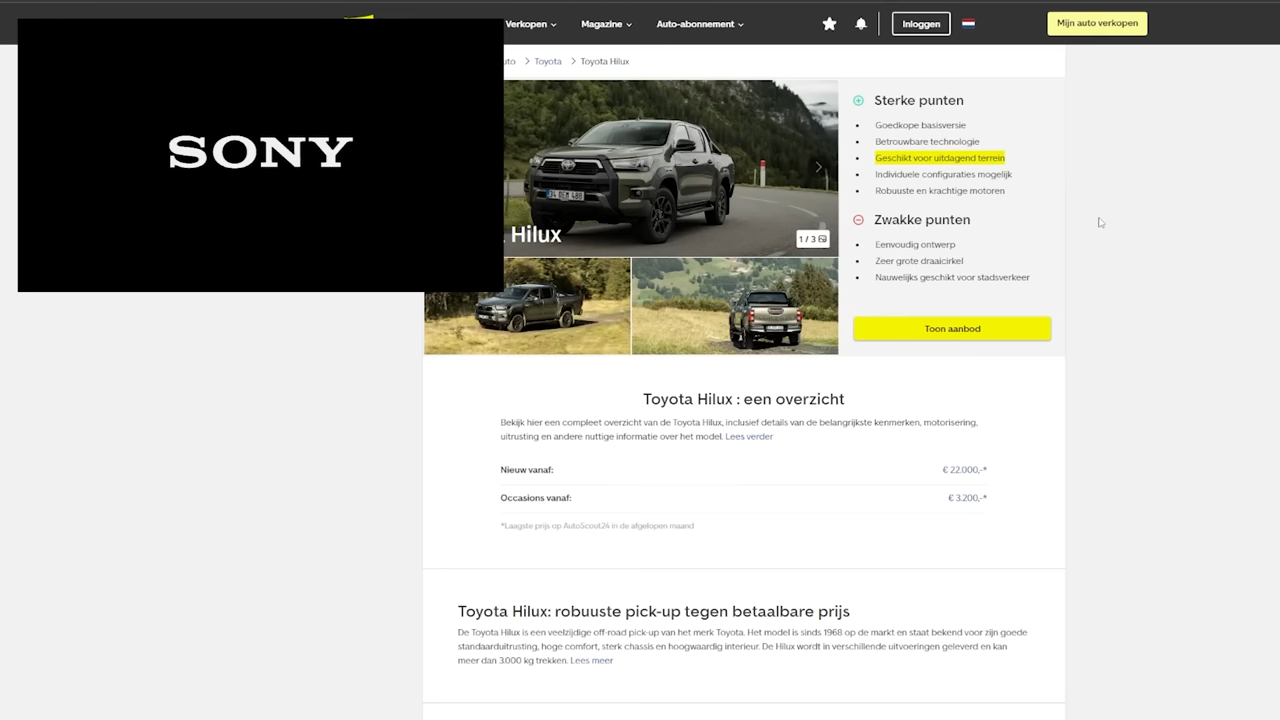 Verkopen
Magazine
Auto-abonnement
Inloggen
Mijn auto verkopen
SONY
Toyota
Toyota Hilux
Hilux
1 / 3
Sterke punten
Goedkope basisversie
Betrouwbare technologie
Geschikt voor uitdagend terrein
Individuele configuraties mogelijk
Robuuste en krachtige motoren
Zwakke punten
Eenvoudig ontwerp
Zeer grote draaicirkel
Nauwelijks geschikt voor stadsverkeer
Toon aanbod
Toyota Hilux : een overzicht
Bekijk hier een compleet overzicht van de Toyota Hilux, inclusief details van de belangrijkste kenmerken, motorisering,
uitrusting en andere nuttige informatie over het model. Lees verder
Nieuw vanaf: € 22.000,-*
Occasions vanaf: € 3.200,-*
*Laagste prijs op AutoScout24 in de afgelopen maand
Toyota Hilux: robuuste pick-up tegen betaalbare prijs
De Toyota Hilux is een veelzijdige off-road pick-up van het merk Toyota. Het model is sinds 1968 op de markt en staat bekend voor zijn goede
standaarduitrusting, hoge comfort, sterk chassis en hoogwaardig interieur. De Hilux wordt in verschillende uitvoeringen geleverd en kan
meer dan 3.000 kg trekken. Lees meer